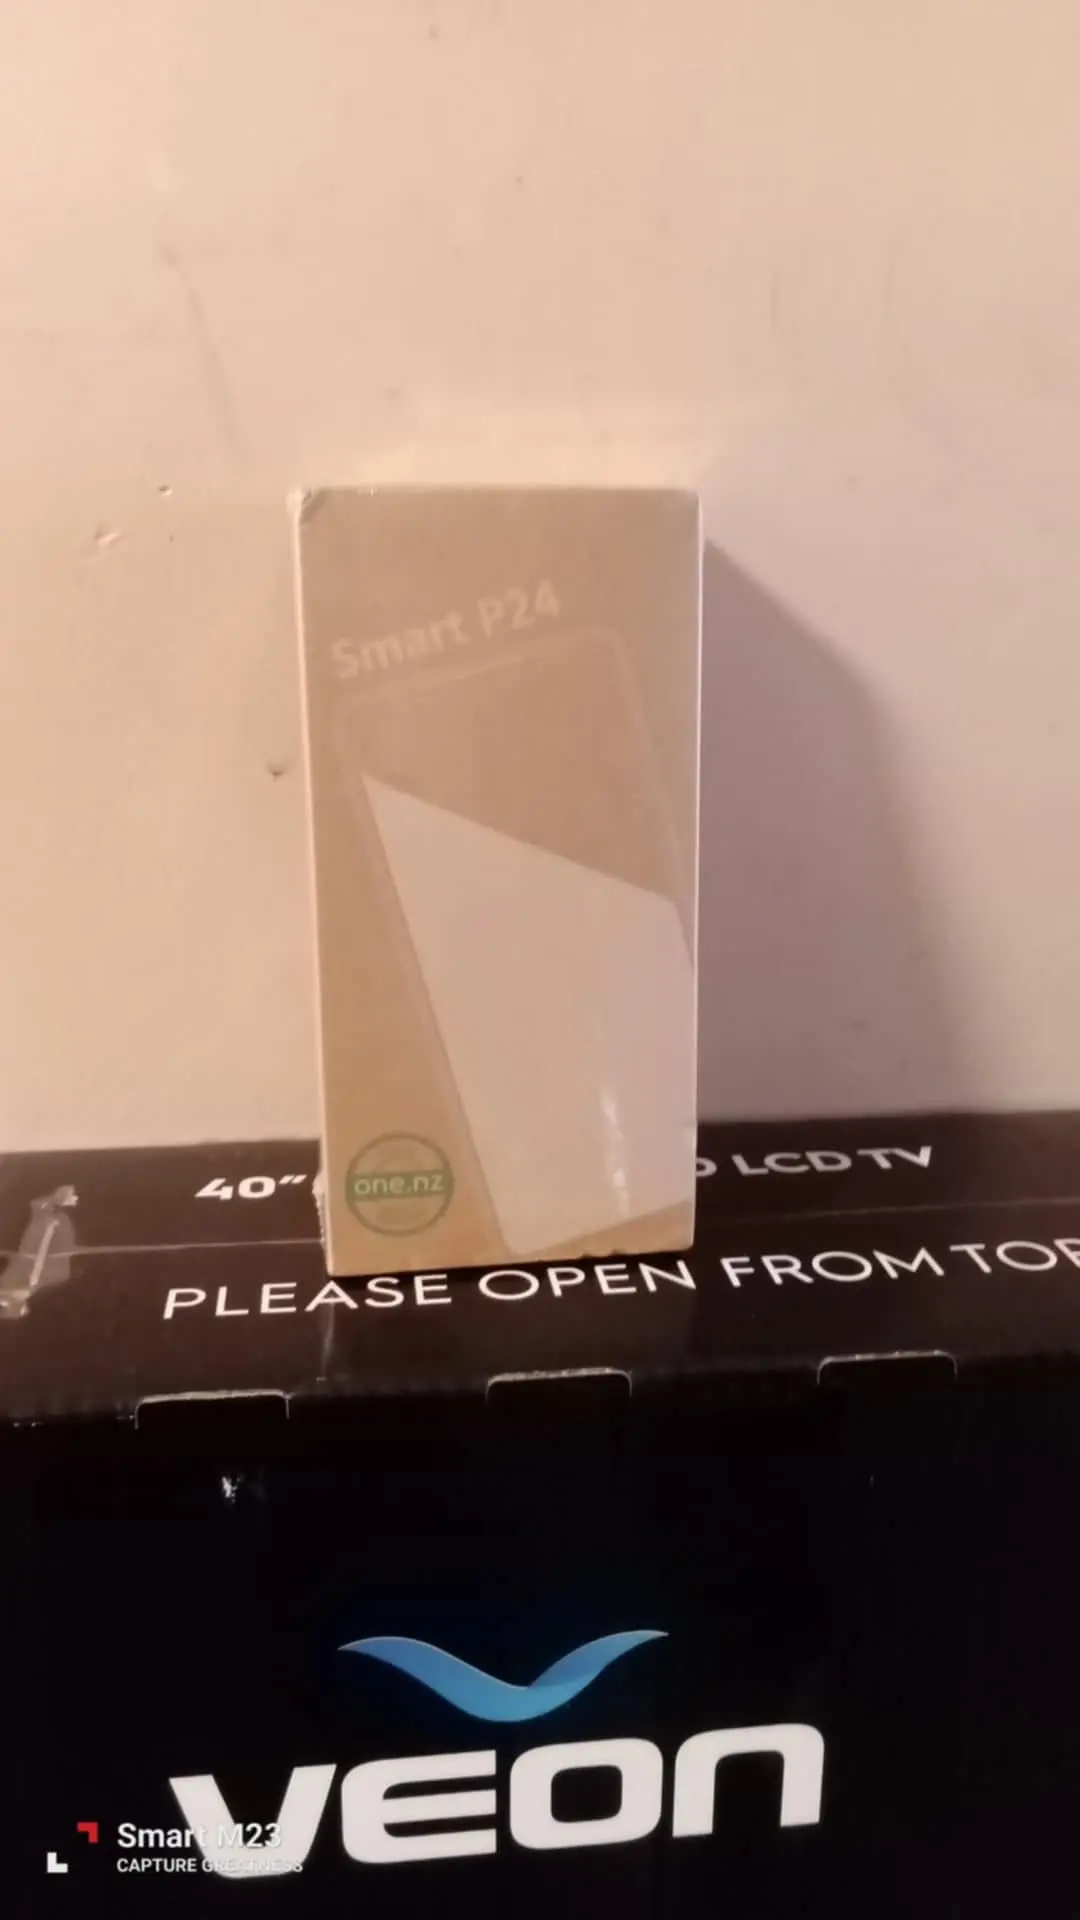 Smart P24
one.nz
40"
LCD TV
PLEASE OPEN FROM TOP
VEON
Smart M23
CAPTURE GREATNESS